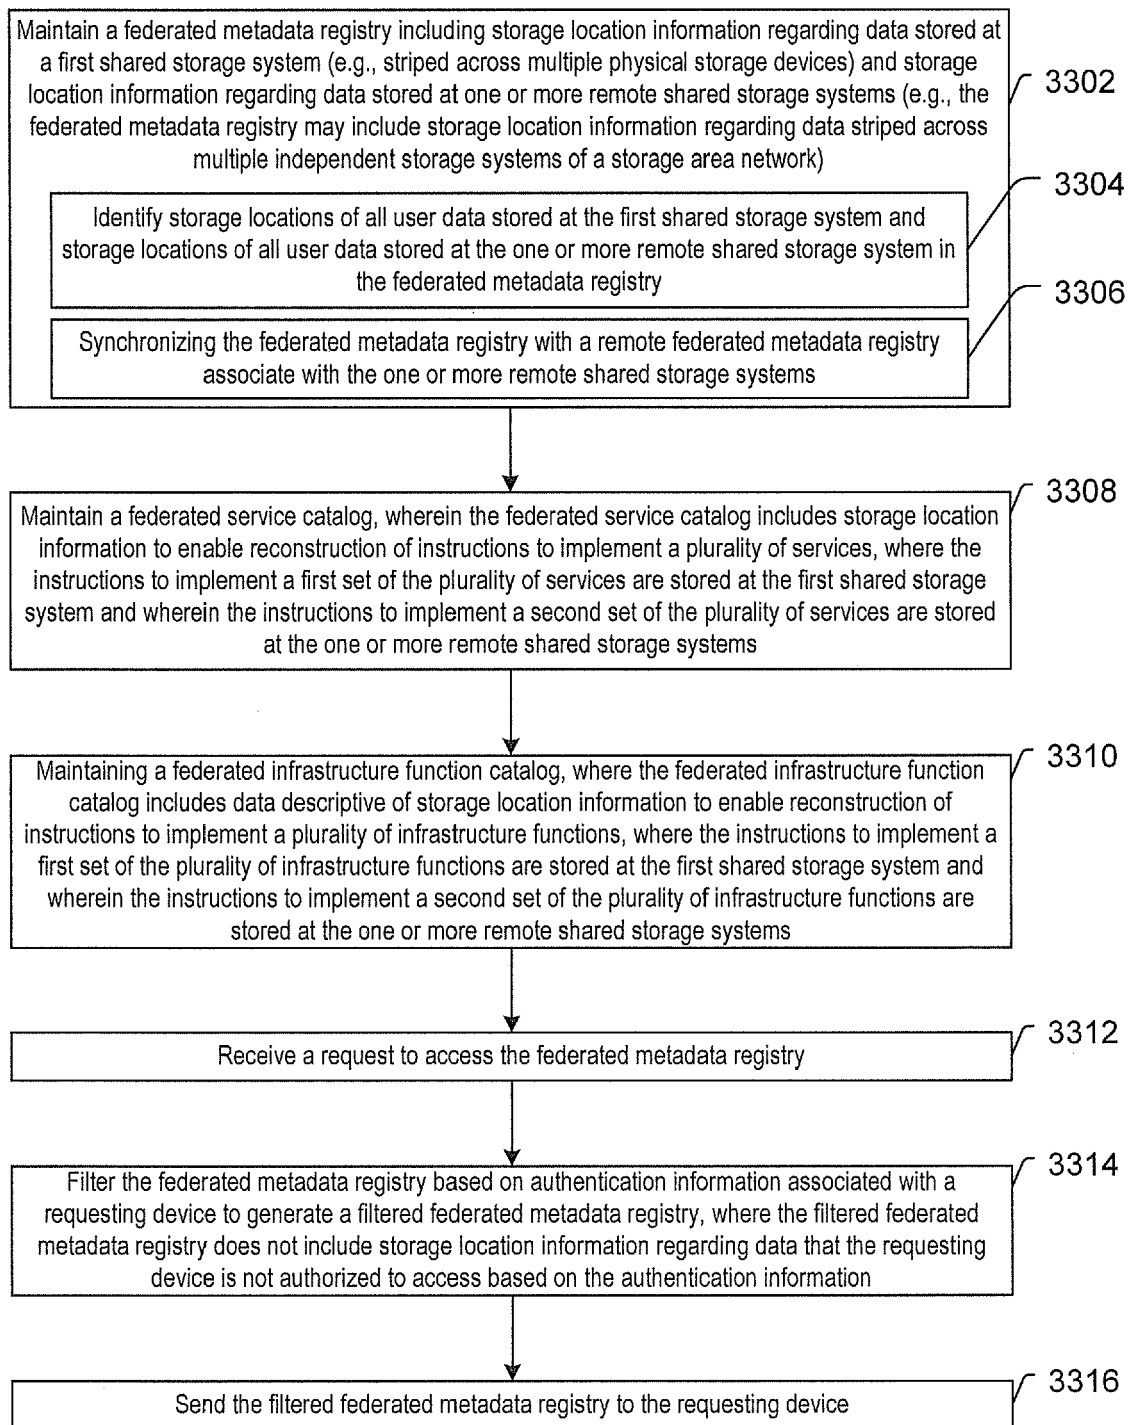 Maintain a federated metadata registry including storage location information regarding data stored at
a first shared storage system (e.g., striped across multiple physical storage devices) and storage
location information regarding data stored at one or more remote shared storage systems (e.g., the
federated metadata registry may include storage location information regarding data striped across
multiple independent storage systems of a storage area network)
3302
Identify storage locations of all user data stored at the first shared storage system and
storage locations of all user data stored at the one or more remote shared storage system in
the federated metadata registry
3304
Synchronizing the federated metadata registry with a remote federated metadata registry
associate with the one or more remote shared storage systems
3306
Maintain a federated service catalog, wherein the federated service catalog includes storage location
information to enable reconstruction of instructions to implement a plurality of services, where the
instructions to implement a first set of the plurality of services are stored at the first shared storage
system and wherein the instructions to implement a second set of the plurality of services are stored
at the one or more remote shared storage systems
3308
Maintaining a federated infrastructure function catalog, where the federated infrastructure function
catalog includes data descriptive of storage location information to enable reconstruction of
instructions to implement a plurality of infrastructure functions, where the instructions to implement a
first set of the plurality of infrastructure functions are stored at the first shared storage system and
wherein the instructions to implement a second set of the plurality of infrastructure functions are
stored at the one or more remote shared storage systems
3310
Receive a request to access the federated metadata registry
3312
Filter the federated metadata registry based on authentication information associated with a
requesting device to generate a filtered federated metadata registry, where the filtered federated
metadata registry does not include storage location information regarding data that the requesting
device is not authorized to access based on the authentication information
3314
Send the filtered federated metadata registry to the requesting device
3316